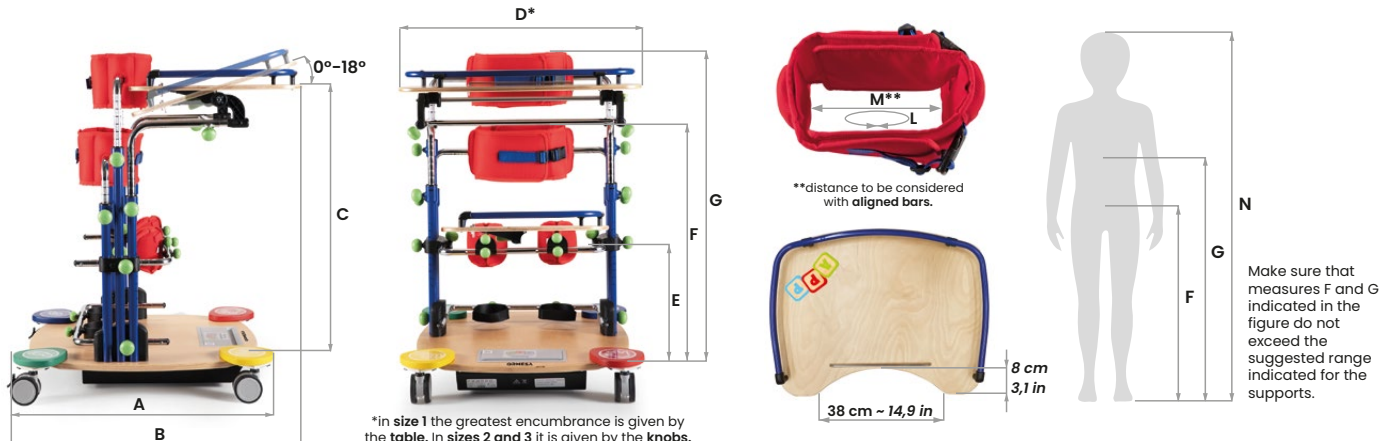 D*
0°–18°
C
A
B
G
F
E
*in size 1 the greatest encumbrance is given by
the table. In sizes 2 and 3 it is given by the knobs.
M**
L
**distance to be considered
with aligned bars.
8 cm
3,1 in
38 cm ~ 14,9 in
N
G
F
Make sure that
measures F and G
indicated in the
figure do not
exceed the
suggested range
indicated for the
supports.
ORMESA